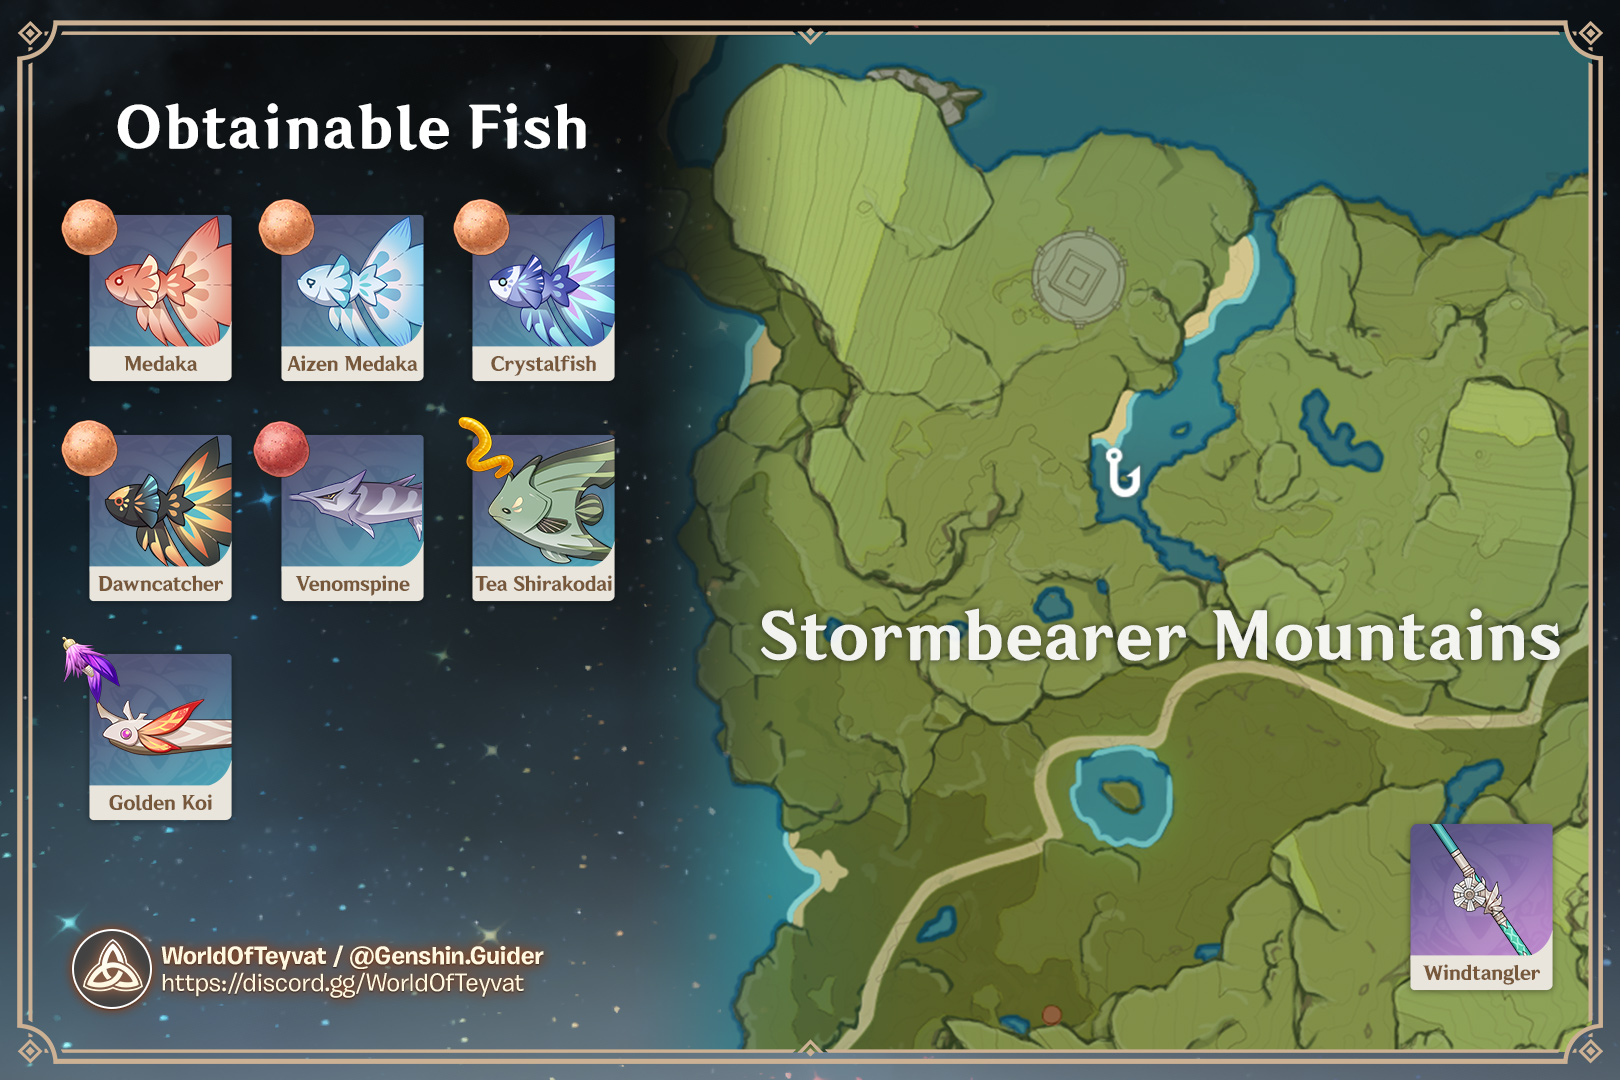 Obtainable Fish
Medaka
Aizen Medaka
Crystalfish
Dawncatcher
Venomspine
Tea Shirakodai
Golden Koi
Stormbearer Mountains
Windtangler
WorldOfTeyvat / @Genshin.Guider
https://discord.gg/WorldOfTeyvat